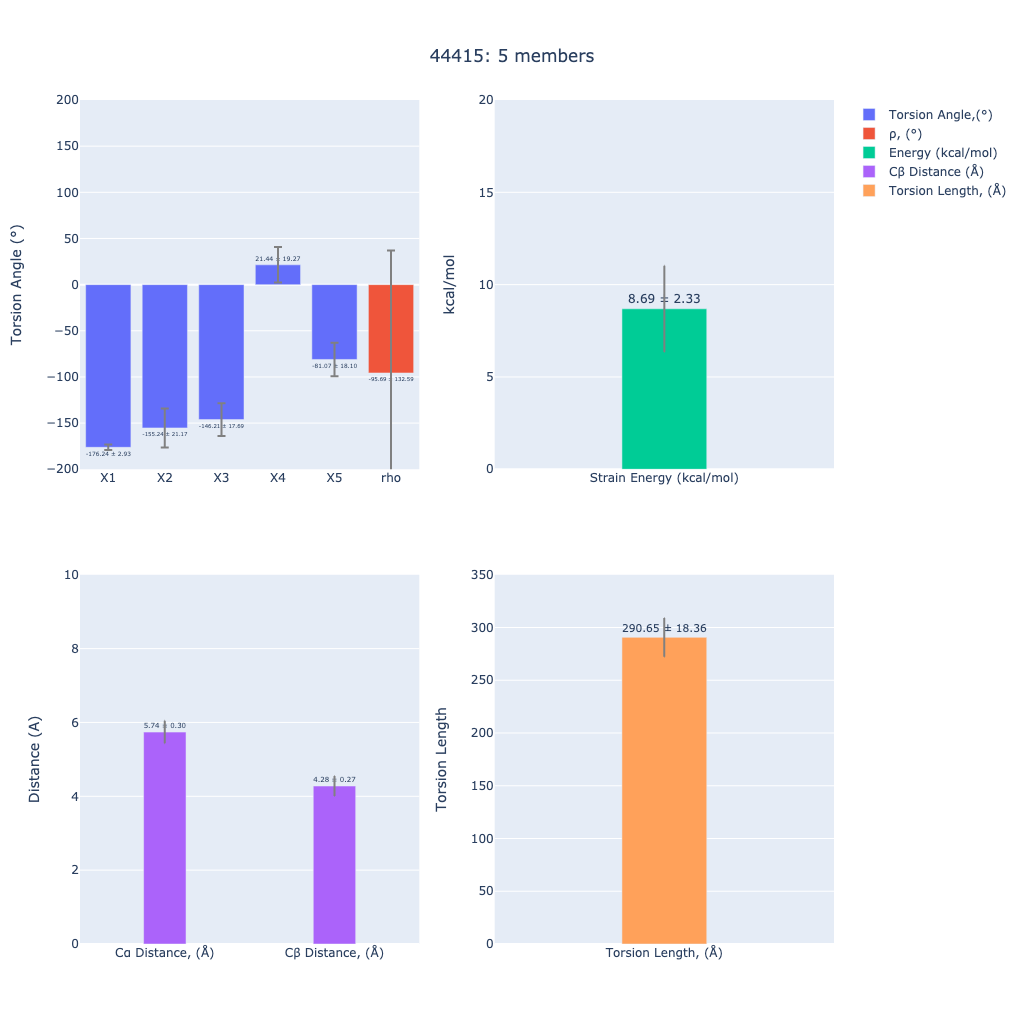 44415: 5 members
200
150
100
50
0
−50
−100
−150
−200
Torsion Angle (°)
-176.24 ± 2.93
-155.24 ± 21.17
-146.21 ± 17.69
21.44 ± 19.27
-81.07 ± 18.10
-95.69 ± 132.59
X1 X2 X3 X4 X5 rho
20
15
10
5
0
kcal/mol
8.69 ± 2.33
Strain Energy (kcal/mol)
Torsion Angle,(°)
ρ, (°)
Energy (kcal/mol)
Cβ Distance (Å)
Torsion Length, (Å)
10
8
6
4
2
0
Distance (A)
5.74 ± 0.30
4.28 ± 0.27
Cα Distance, (Å) Cβ Distance, (Å)
350
300
250
200
150
100
50
0
Torsion Length
290.65 ± 18.36
Torsion Length, (Å)